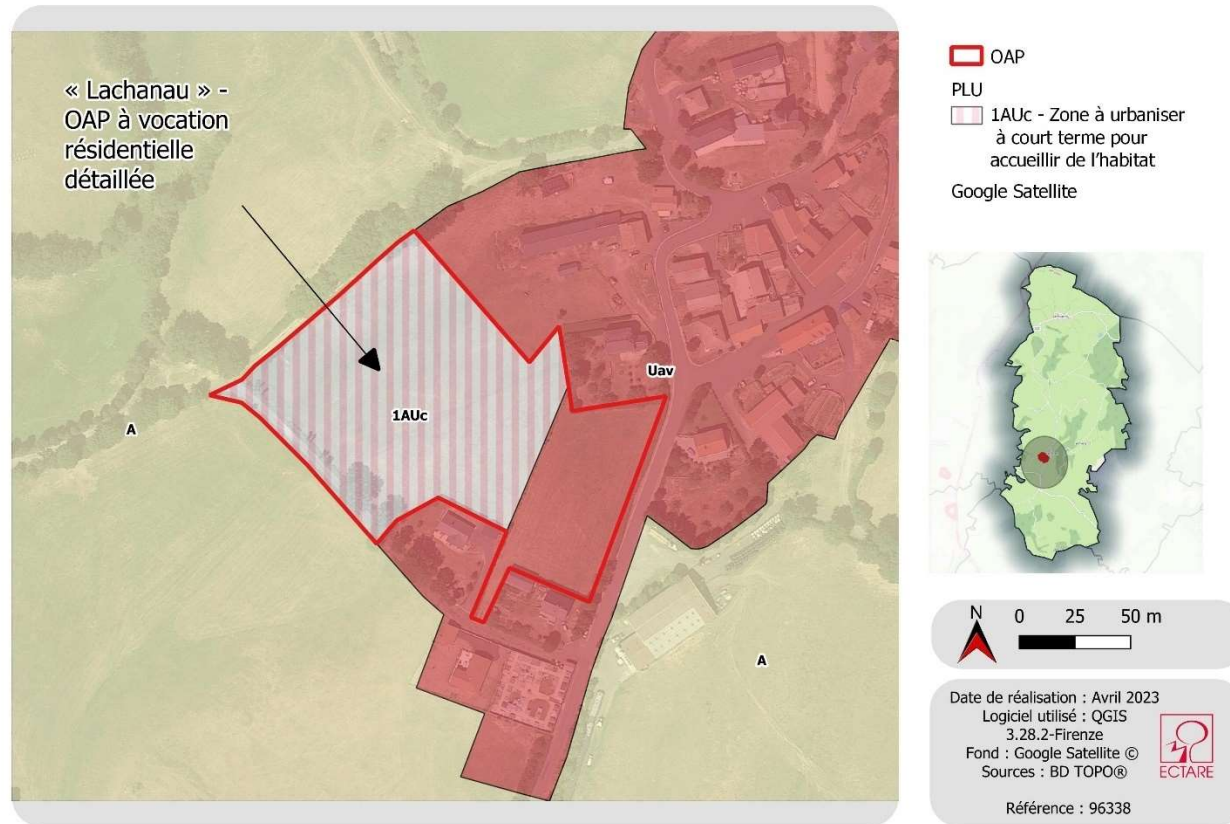 « Lachanau » -
OAP à vocation
résidentielle
détaillée
1AUc
Uav
A
A
OAP
PLU
1AUc - Zone à urbaniser
à court terme pour
accueillir de l'habitat
Google Satellite
N
0 25 50 m
Date de réalisation : Avril 2023
Logiciel utilisé : QGIS
3.28.2-Firenze
Fond : Google Satellite ©
Sources : BD TOPO®
ECTARE
Référence : 96338